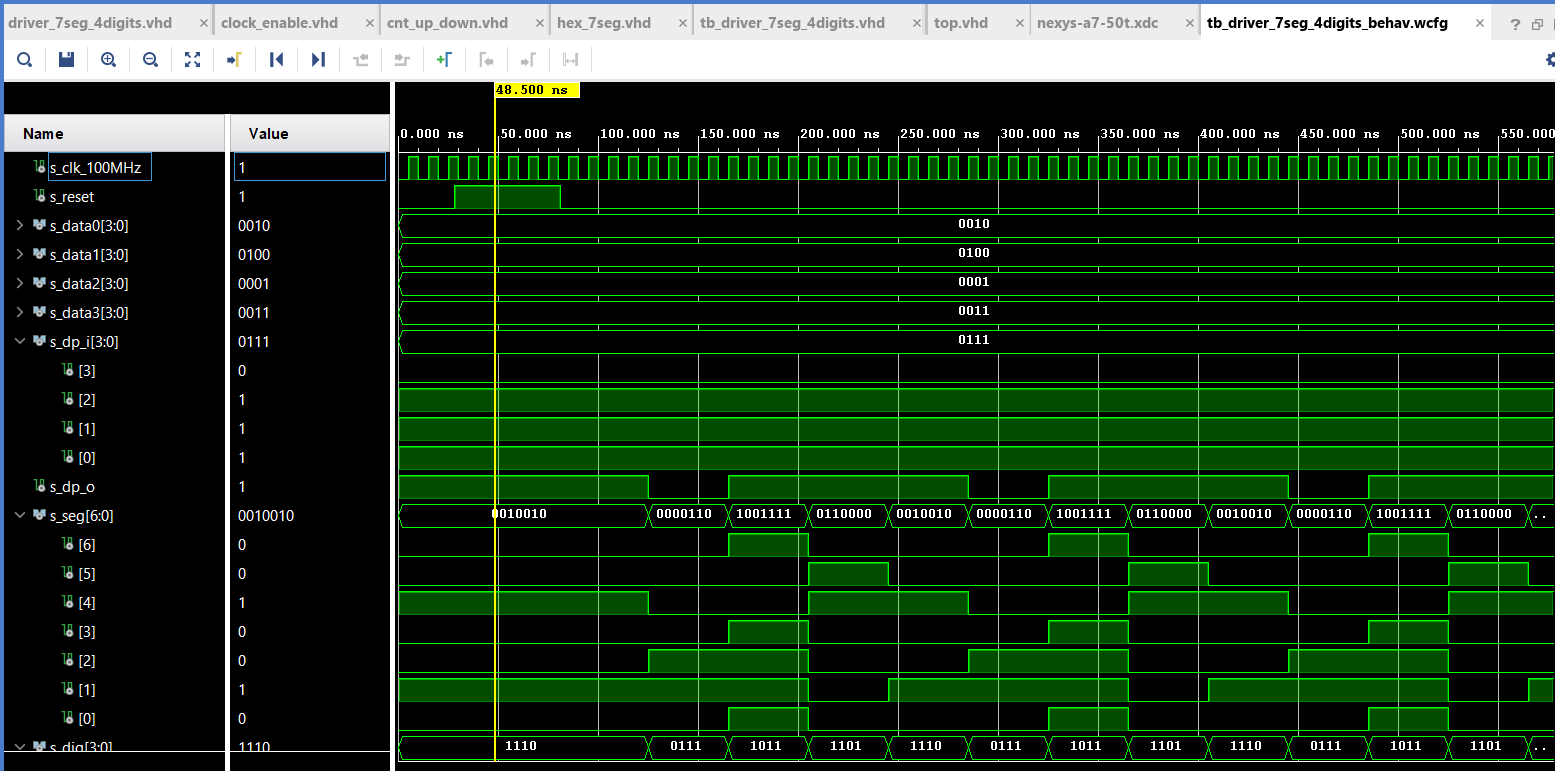 driver_7seg_4digits.vhd × clock_enable.vhd × cnt_up_down.vhd × hex_7seg.vhd × tb_driver_7seg_4digits.vhd × top.vhd × nexys-a7-50t.xdc × tb_driver_7seg_4digits_behav.wcfg × ?
48.500 ns
Name Value 0.000 ns 50.000 ns 100.000 ns 150.000 ns 200.000 ns 250.000 ns 300.000 ns 350.000 ns 400.000 ns 450.000 ns 500.000 ns 550.000
s_clk_100MHz 1
s_reset 1
s_data0[3:0] 0010 0010
s_data1[3:0] 0100 0100
s_data2[3:0] 0001 0001
s_data3[3:0] 0011 0011
s_dp_i[3:0] 0111 0111
[3] 0
[2] 1
[1] 1
[0] 1
s_dp_o 1
s_seg[6:0] 0010010 0010010 0000110 1001111 0110000 0010010 0000110 1001111 0110000 0010010 0000110 1001111 0110000 ..
[6] 0
[5] 0
[4] 1
[3] 0
[2] 0
[1] 1
[0] 0
s_dig[3:0] 1110 1110 0111 1011 1101 1110 0111 1011 1101 1110 0111 1011 1101 ..